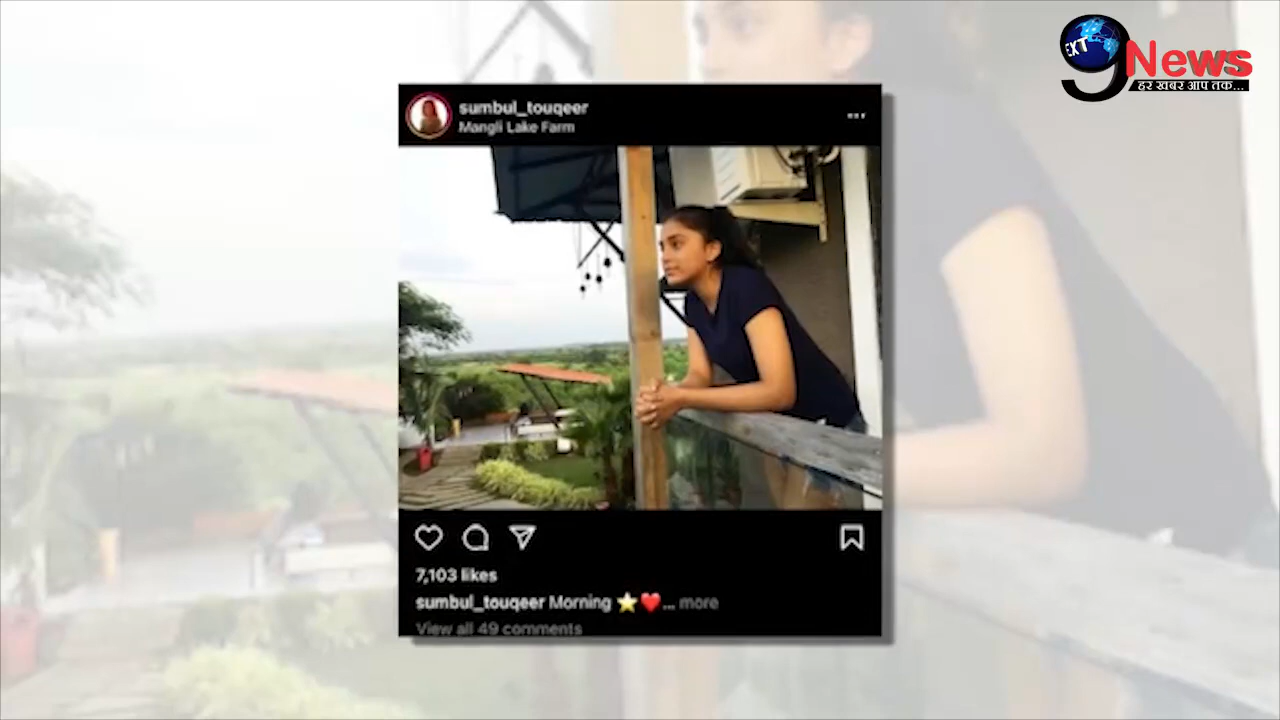 EXT
9 News
हर खबर आप तक...
sumbul_touqeer
Mangli Lake Farm
7,103 likes
sumbul_touqeer Morning ⭐❤️... more
View all 49 comments